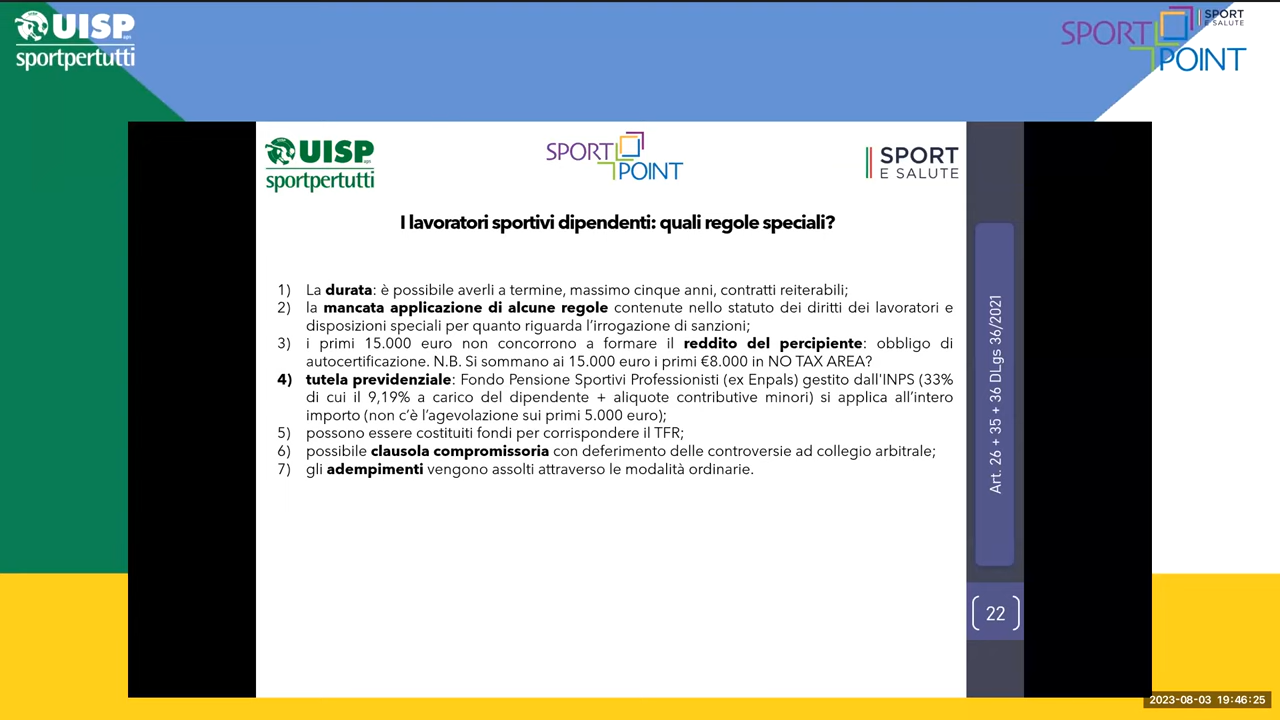 UISP
aps
sportpertutti
SPORT
POINT
SPORT
E SALUTE
UISP
aps
sportpertutti
SPORT
POINT
SPORT
E SALUTE
I lavoratori sportivi dipendenti: quali regole speciali?
1) La durata: è possibile averli a termine, massimo cinque anni, contratti reiterabili;
2) la mancata applicazione di alcune regole contenute nello statuto dei diritti dei lavoratori e
disposizioni speciali per quanto riguarda l'irrogazione di sanzioni;
3) i primi 15.000 euro non concorrono a formare il reddito del percipiente: obbligo di
autocertificazione. N.B. Si sommano ai 15.000 euro i primi €8.000 in NO TAX AREA?
4) tutela previdenziale: Fondo Pensione Sportivi Professionisti (ex Enpals) gestito dall'INPS (33%
di cui il 9,19% a carico del dipendente + aliquote contributive minori) si applica all'intero
importo (non c'è l'agevolazione sui primi 5.000 euro);
5) possono essere costituiti fondi per corrispondere il TFR;
6) possibile clausola compromissoria con deferimento delle controversie ad collegio arbitrale;
7) gli adempimenti vengono assolti attraverso le modalità ordinarie.
Art. 26 + 35 + 36 DLgs 36/2021
22
2023-08-03 19:46:25